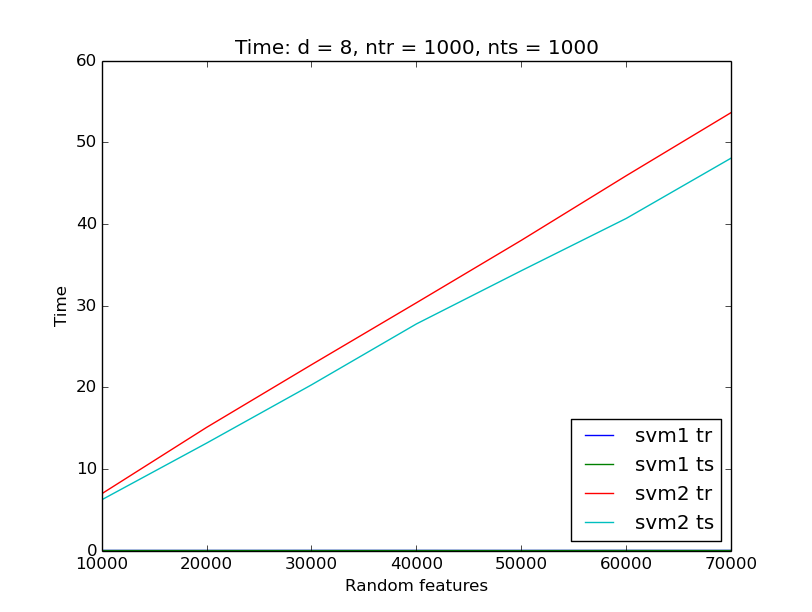 Time: d = 8, ntr = 1000, nts = 1000
60
50
40
30
20
10
0
Time
svm1 tr
svm1 ts
svm2 tr
svm2 ts
10000 20000 30000 40000 50000 60000 70000
Random features